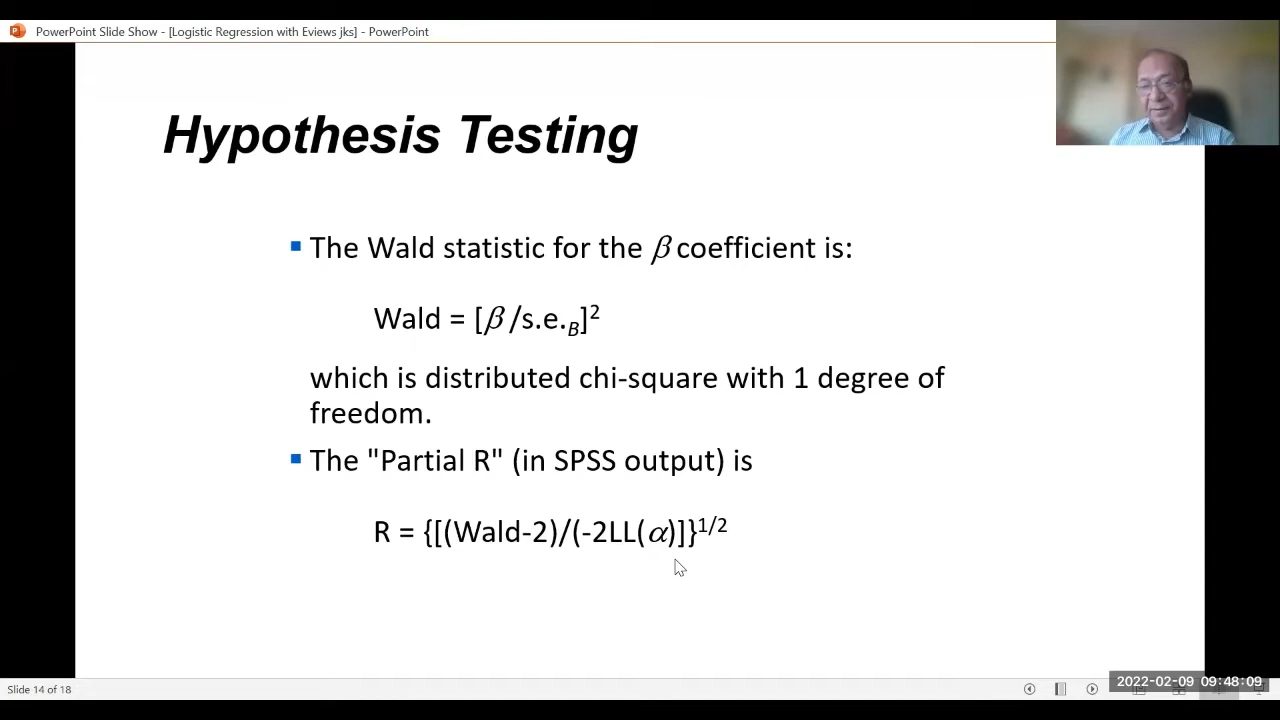 PowerPoint Slide Show - [Logistic Regression with Eviews jks] - PowerPoint
Hypothesis Testing
▪ The Wald statistic for the β coefficient is:
Wald = [β /s.e.B]²
which is distributed chi-square with 1 degree of
freedom.
▪ The "Partial R" (in SPSS output) is
R = {[(Wald-2)/(-2LL(α)]}^1/2
Slide 14 of 18
2022-02-09 09:48:09